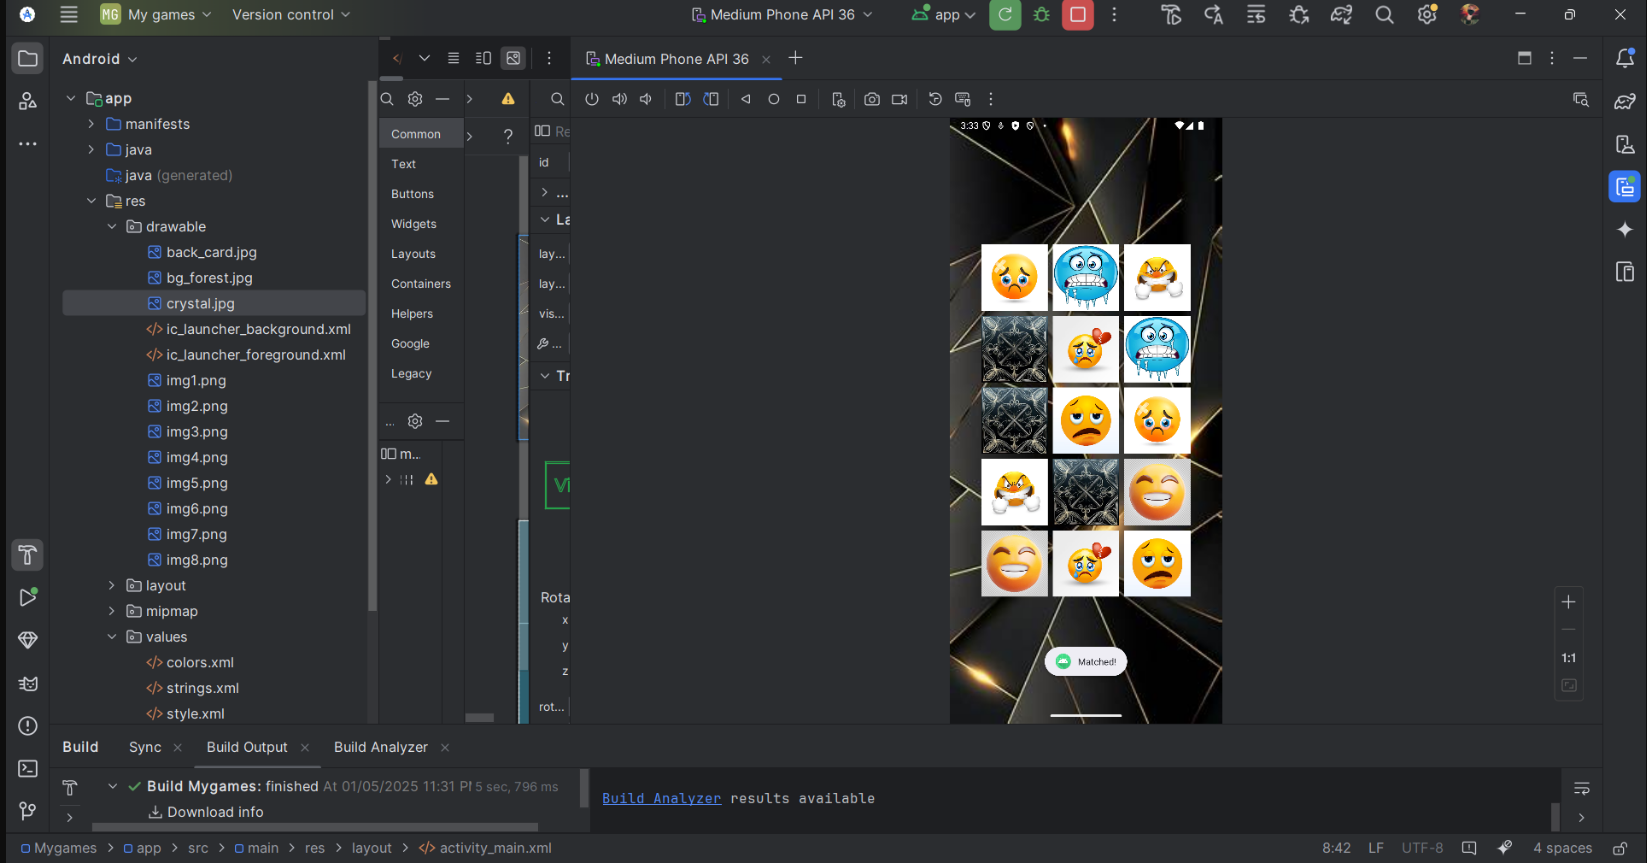 MG My games Version control Medium Phone API 36 app
Android Medium Phone API 36
app
manifests
java
java (generated)
res
drawable
back_card.jpg
bg_forest.jpg
crystal.jpg
ic_launcher_background.xml
ic_launcher_foreground.xml
img1.png
img2.png
img3.png
img4.png
img5.png
img6.png
img7.png
img8.png
layout
mipmap
values
colors.xml
strings.xml
style.xml
Common
Text
Buttons
Widgets
Layouts
Containers
Helpers
Google
Legacy
...
m...
?
Re
id
...
La
lay...
lay...
vis...
...
Tr
Rota
x
y
z
rot...
3:33
Matched!
1:1
Build Sync Build Output Build Analyzer
Build Mygames: finished At 01/05/2025 11:31 PM 5 sec, 796 ms
Download info
Build Analyzer results available
Mygames > app > src > main > res > layout > activity_main.xml 8:42 LF UTF-8 4 spaces